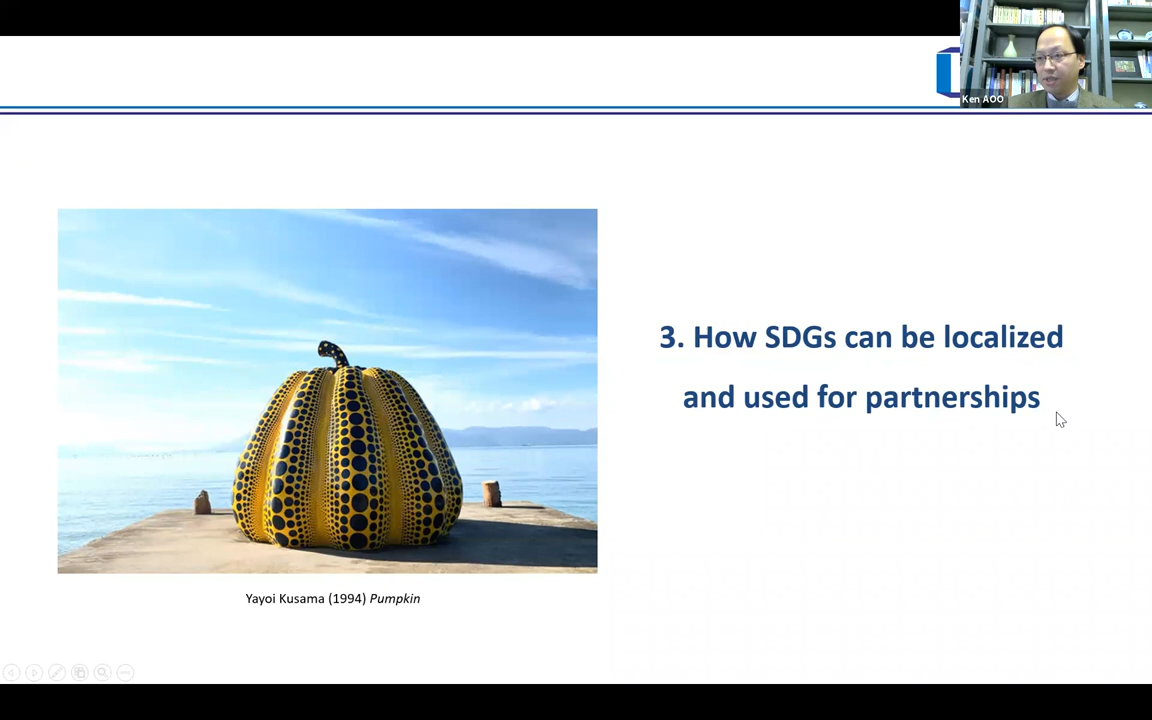 Ken AOO
3. How SDGs can be localized
and used for partnerships
Yayoi Kusama (1994) Pumpkin